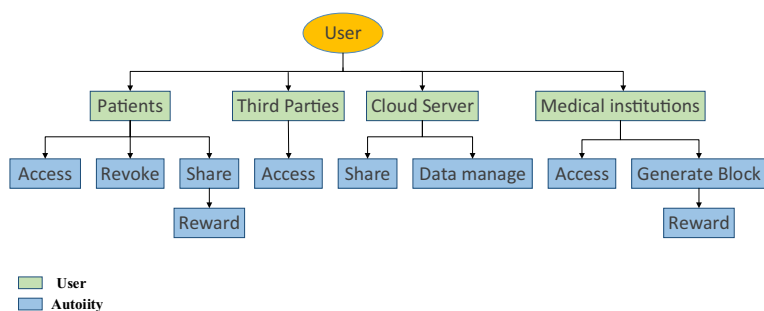 User
Patients
Third Parties
Cloud Server
Medical institutions
Access
Revoke
Share
Access
Share
Data manage
Access
Generate Block
Reward
Reward
User
Autoiity